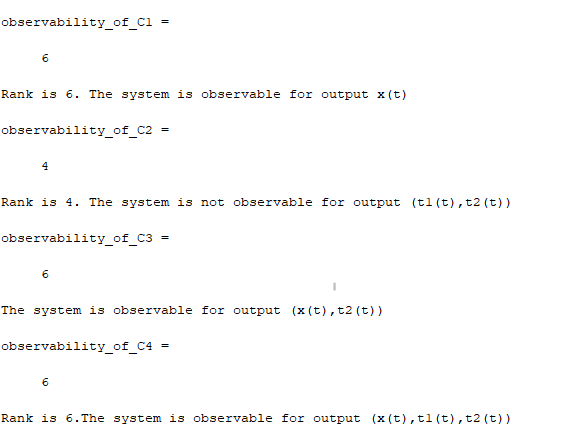 observability_of_C1 =
6
Rank is 6. The system is observable for output x(t)
observability_of_C2 =
4
Rank is 4. The system is not observable for output (t1(t),t2(t))
observability_of_C3 =
6
The system is observable for output (x(t),t2(t))
observability_of_C4 =
6
Rank is 6.The system is observable for output (x(t),t1(t),t2(t))